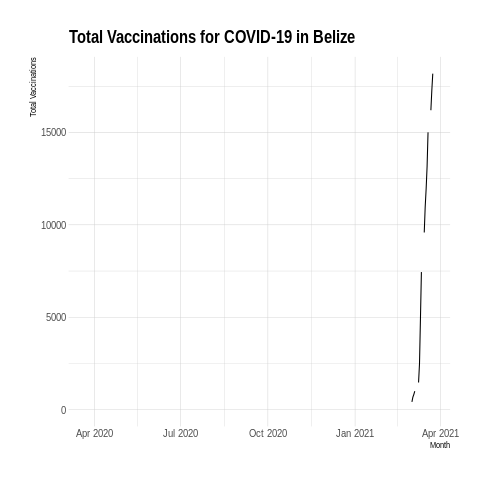 Total Vaccinations for COVID-19 in Belize
Total Vaccinations
15000
10000
5000
0
Apr 2020 Jul 2020 Oct 2020 Jan 2021 Apr 2021
Month